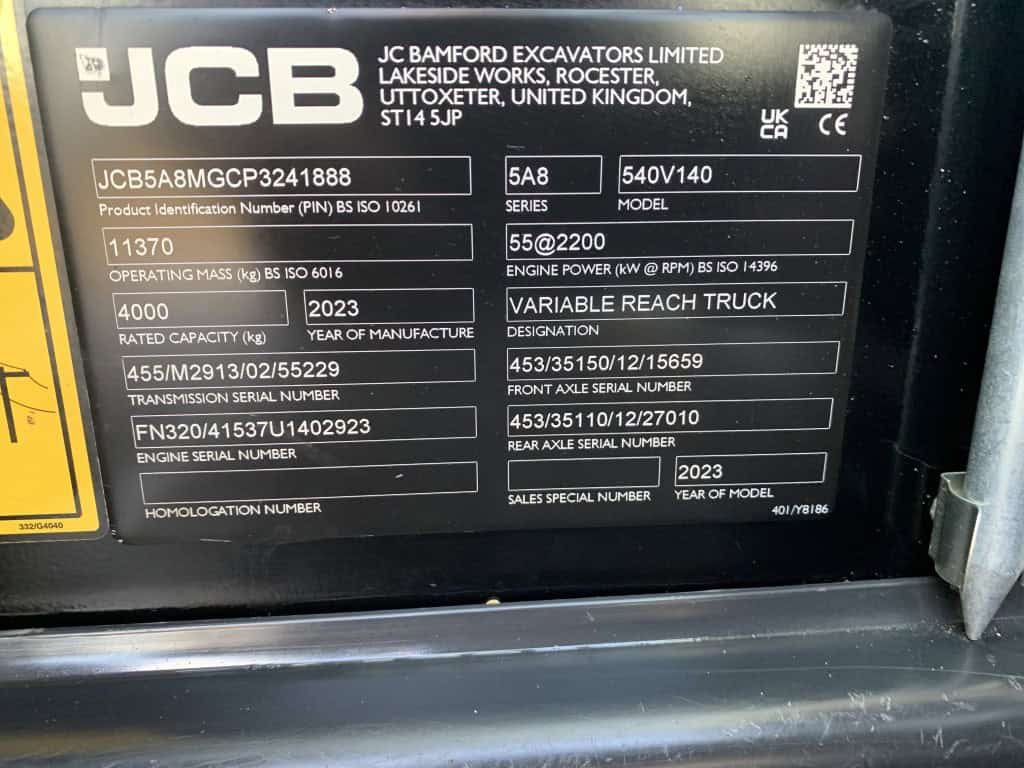 JCB
JC BAMFORD EXCAVATORS LIMITED
LAKESIDE WORKS, ROCESTER,
UTTOXETER, UNITED KINGDOM,
ST14 5JP
UK
CA CE
JCB5A8MGCP3241888
Product Identification Number (PIN) BS ISO 10261
5A8
SERIES
540V140
MODEL
11370
OPERATING MASS (kg) BS ISO 6016
55@2200
ENGINE POWER (kW @ RPM) BS ISO 14396
4000
RATED CAPACITY (kg)
2023
YEAR OF MANUFACTURE
VARIABLE REACH TRUCK
DESIGNATION
455/M2913/02/55229
TRANSMISSION SERIAL NUMBER
453/35150/12/15659
FRONT AXLE SERIAL NUMBER
FN320/41537U1402923
ENGINE SERIAL NUMBER
453/35110/12/27010
REAR AXLE SERIAL NUMBER
HOMOLOGATION NUMBER
SALES SPECIAL NUMBER
2023
YEAR OF MODEL
401/Y8186
332/G4040